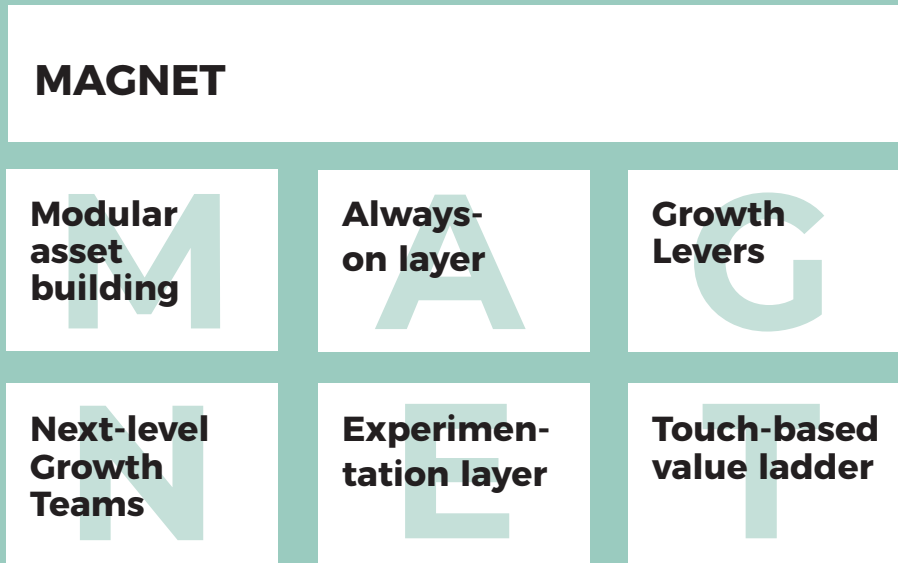 MAGNET
M
Modular
asset
building
A
Always-
on layer
G
Growth
Levers
N
Next-level
Growth
Teams
E
Experimen-
tation layer
T
Touch-based
value ladder